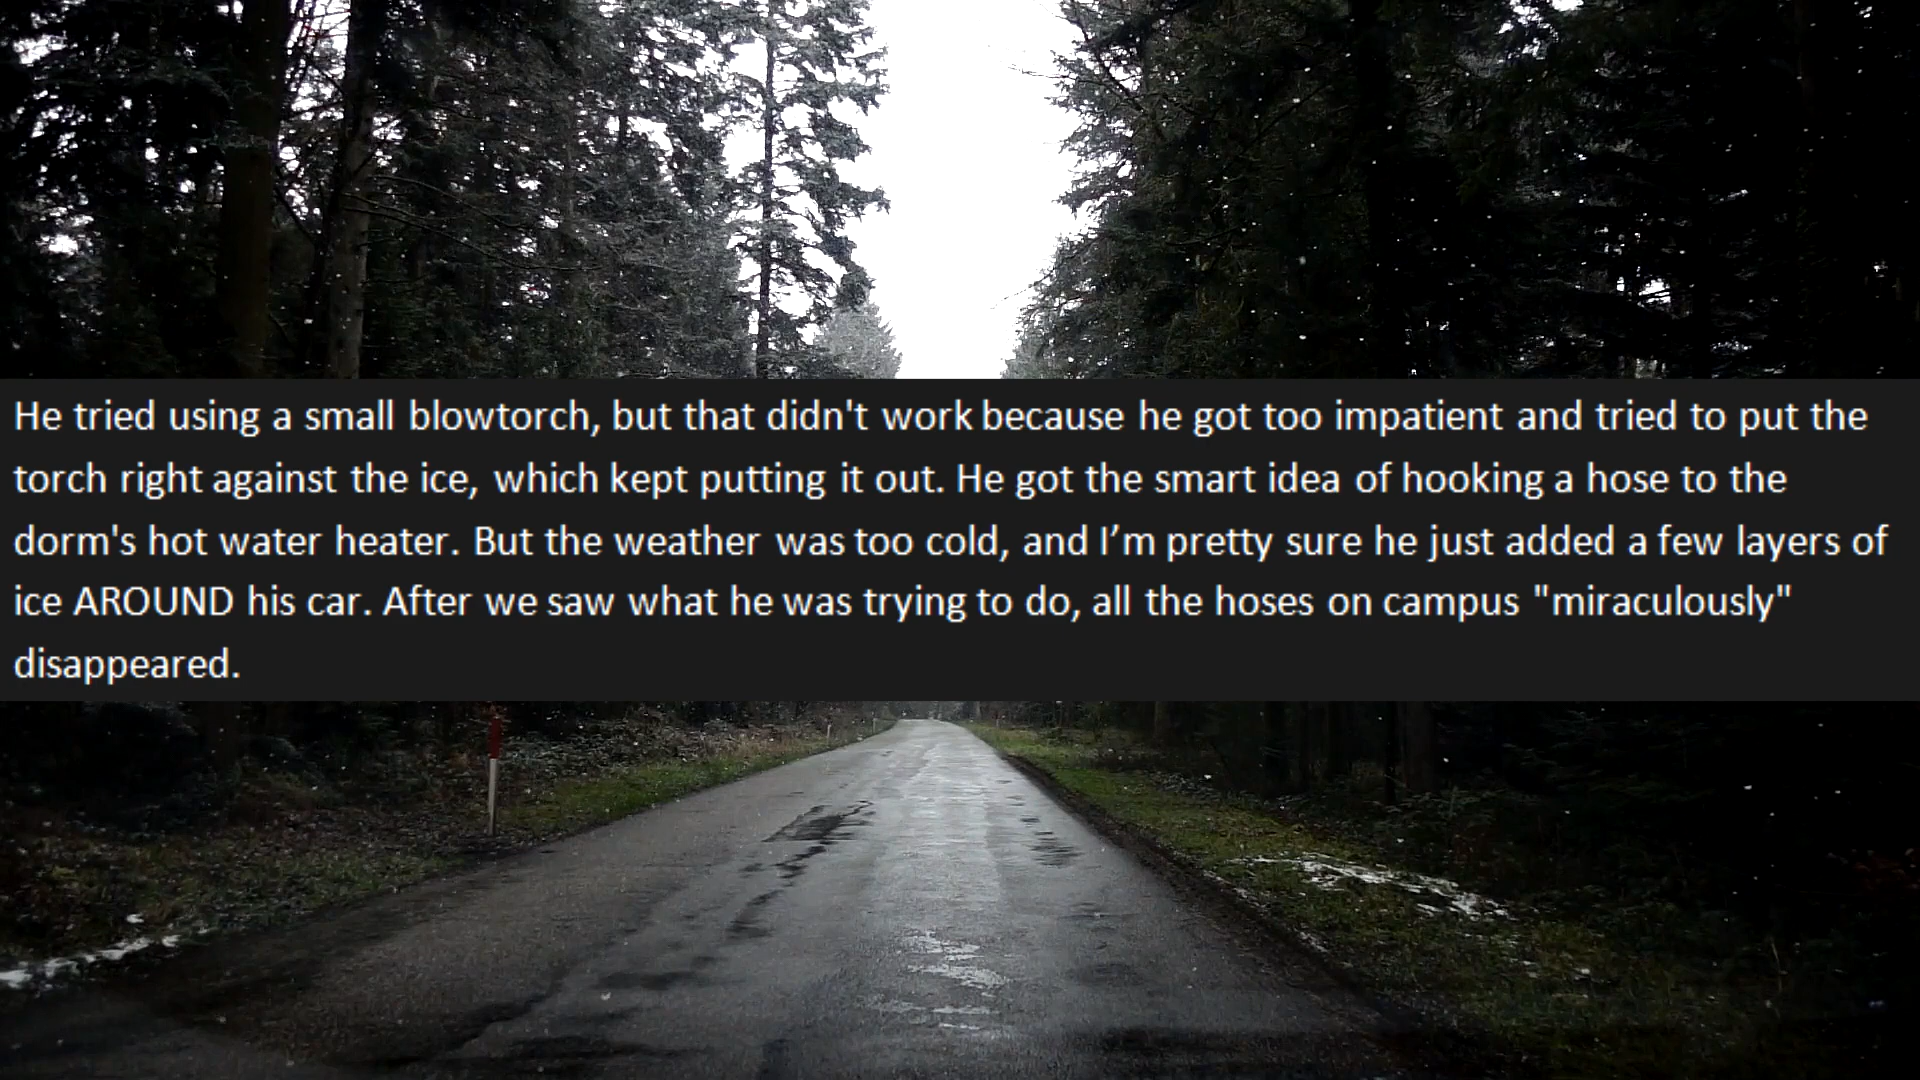 He tried using a small blowtorch, but that didn't work because he got too impatient and tried to put the
torch right against the ice, which kept putting it out. He got the smart idea of hooking a hose to the
dorm's hot water heater. But the weather was too cold, and I’m pretty sure he just added a few layers of
ice AROUND his car. After we saw what he was trying to do, all the hoses on campus "miraculously"
disappeared.